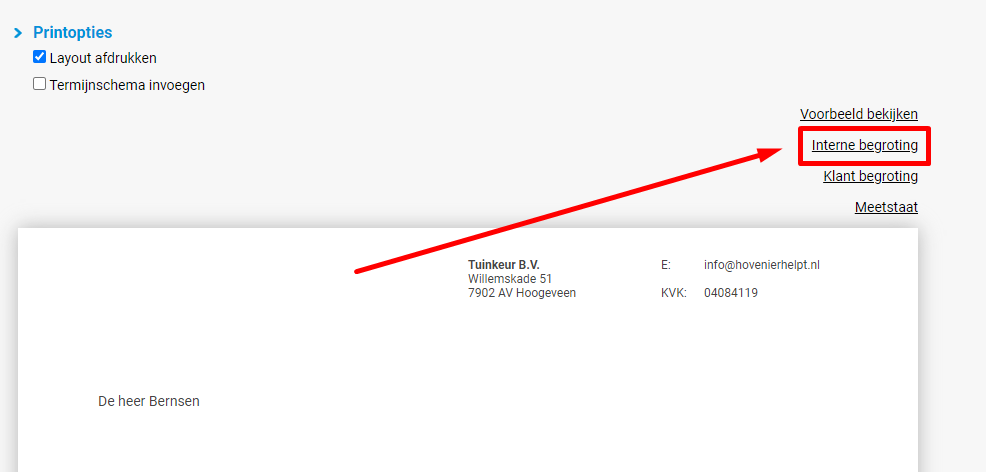 Printopties
Layout afdrukken
Termijnschema invoegen
Voorbeeld bekijken
Interne begroting
Klant begroting
Meetstaat
Tuinkeur B.V. E: info@hovenierhelpt.nl
Willemskade 51
7902 AV Hoogeveen KVK: 04084119
De heer Bernsen